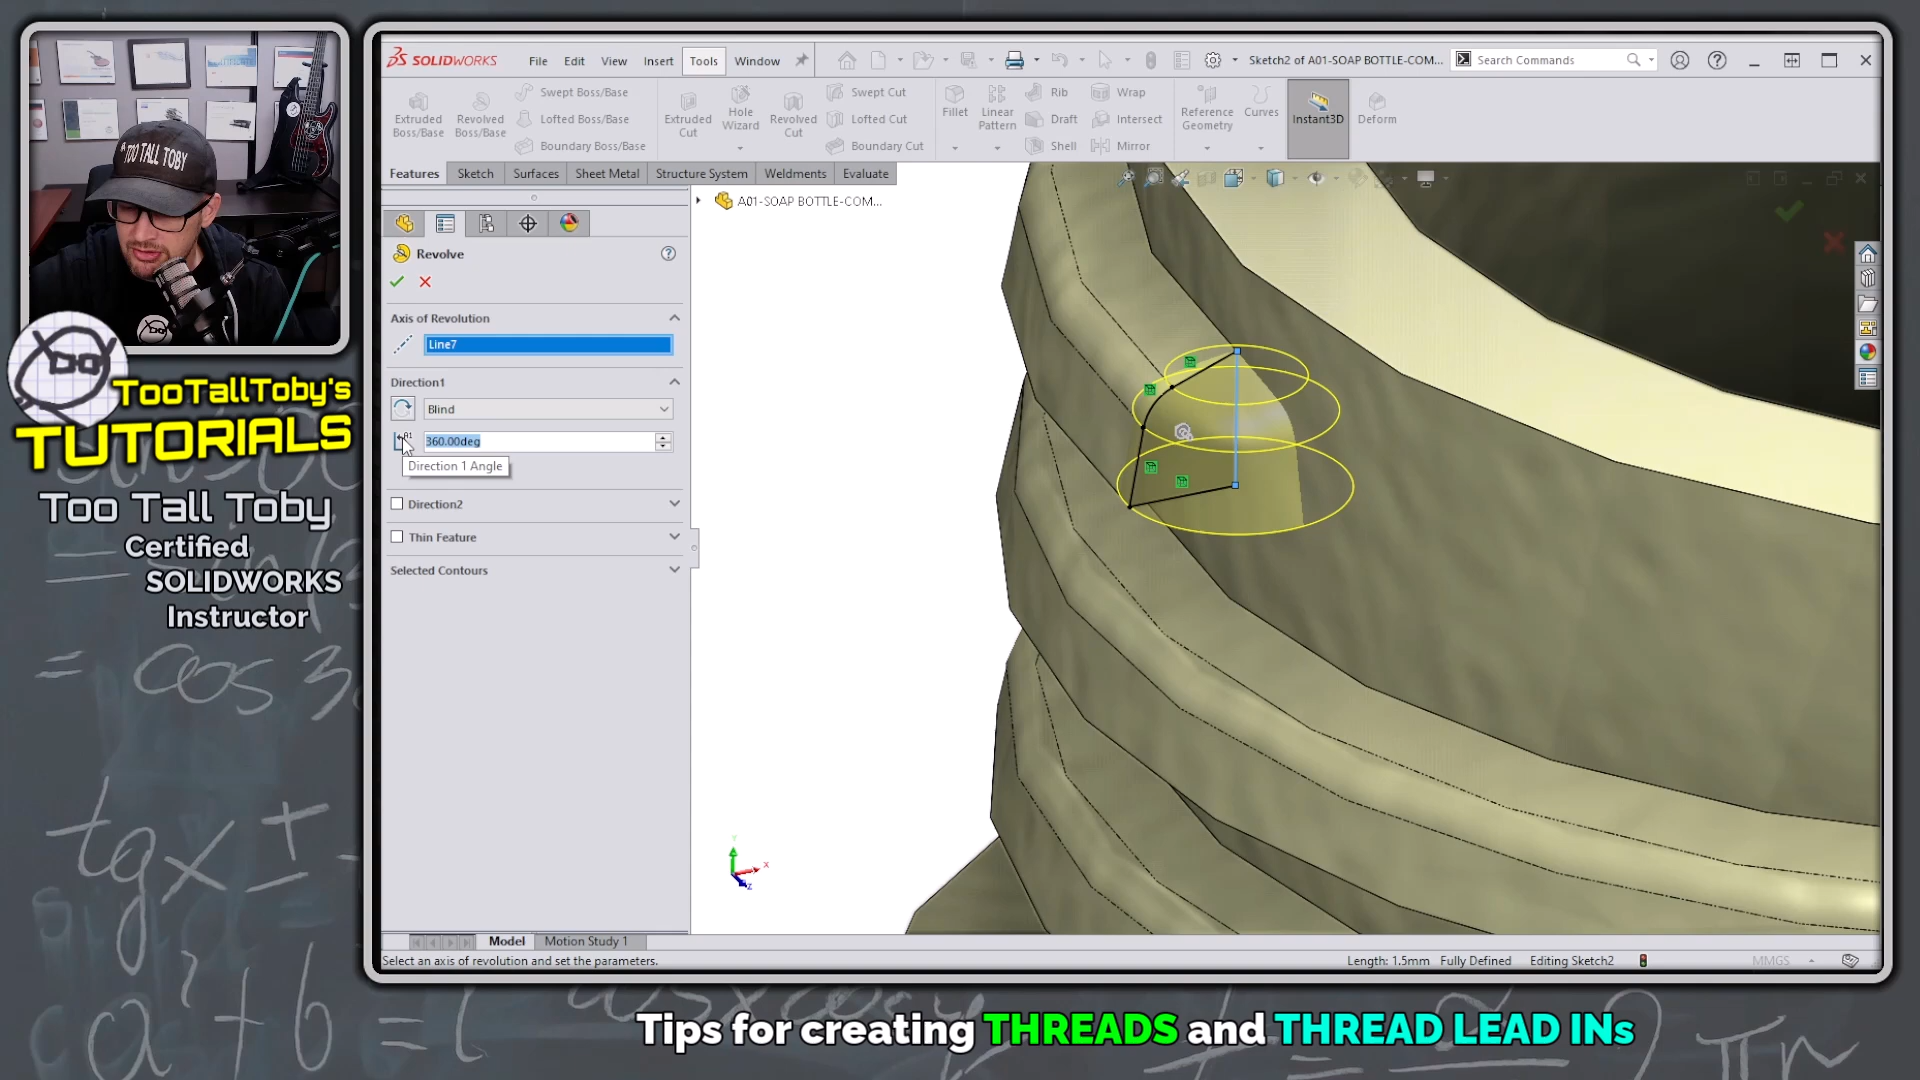 TOO TALL TOBY
TooTallToby's
TUTORIALS
Too Tall Toby
Certified
SOLIDWORKS
Instructor
SOLIDWORKS File Edit View Insert Tools Window
Sketch2 of A01-SOAP BOTTLE-COM... Search Commands
Extruded Boss/Base
Revolved Boss/Base
Swept Boss/Base
Lofted Boss/Base
Boundary Boss/Base
Extruded Cut
Hole Wizard
Revolved Cut
Swept Cut
Lofted Cut
Boundary Cut
Fillet
Linear Pattern
Rib
Draft
Shell
Wrap
Intersect
Mirror
Reference Geometry
Curves
Instant3D
Deform
Features Sketch Surfaces Sheet Metal Structure System Weldments Evaluate
A01-SOAP BOTTLE-COM...
Revolve
Axis of Revolution
Line7
Direction1
Blind
360.00deg
Direction 1 Angle
Direction2
Thin Feature
Selected Contours
Y
X
Z
Model Motion Study 1
Select an axis of revolution and set the parameters. Length: 1.5mm Fully Defined Editing Sketch2 MMGS
Tips for creating THREADS and THREAD LEAD INs